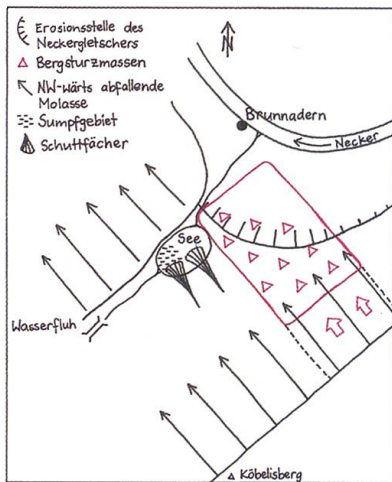 Erosionsstelle des
Neckergletschers
Bergsturzmassen
NW-wärts abfallende
Molasse
Sumpfgebiet
Schuttfächer
N
Brunnadern
Necker
See
Wasserfluh
Köbelisberg